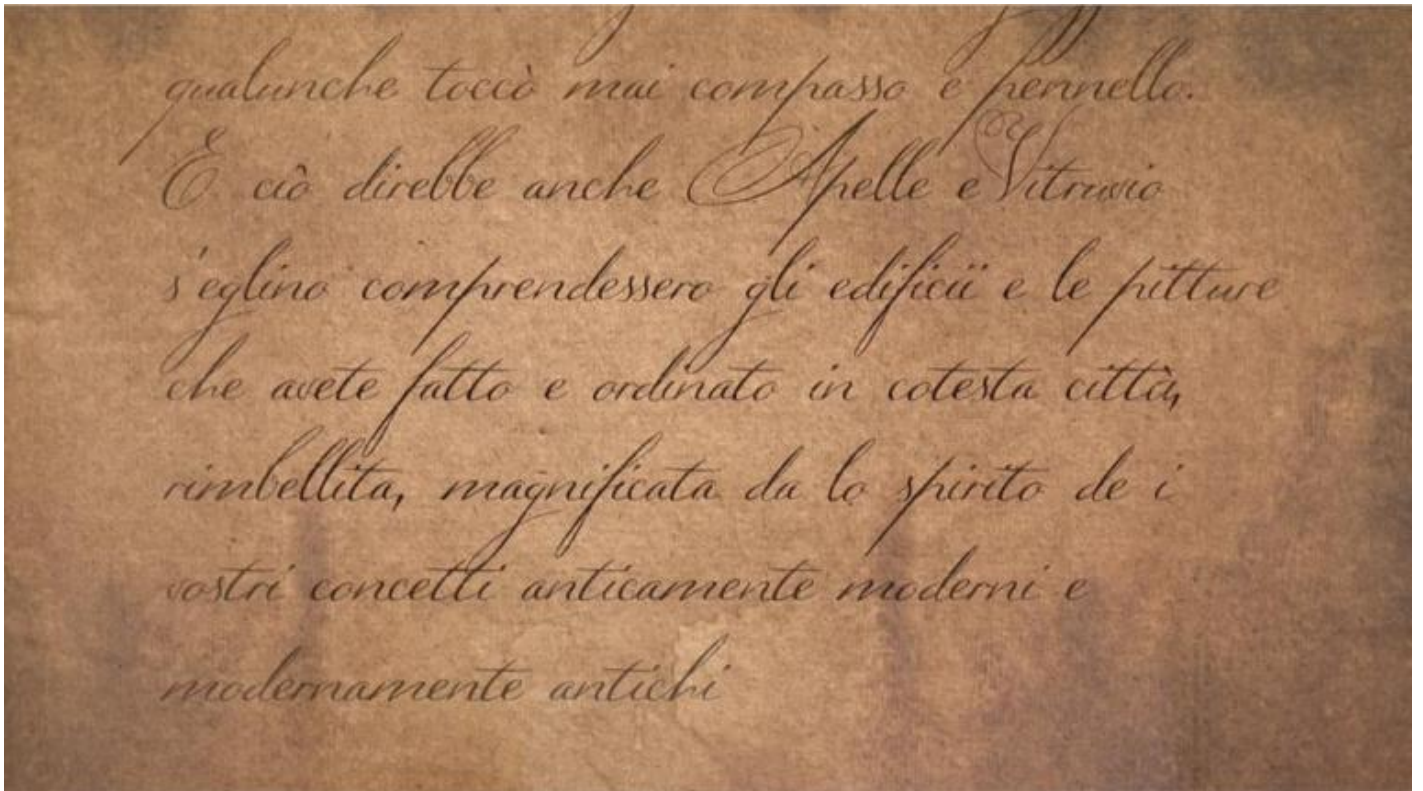 qualunche toccò mai compasso e pennello.
E ciò direbbe anche Apelle e Vitruvio
s'eglino comprendessero gli edificii e le pitture
che avete fatto e ordinato in cotesta città,
rimbellita, magnificata da lo spirito de i
vostri concetti anticamente moderni e
modernamente antichi